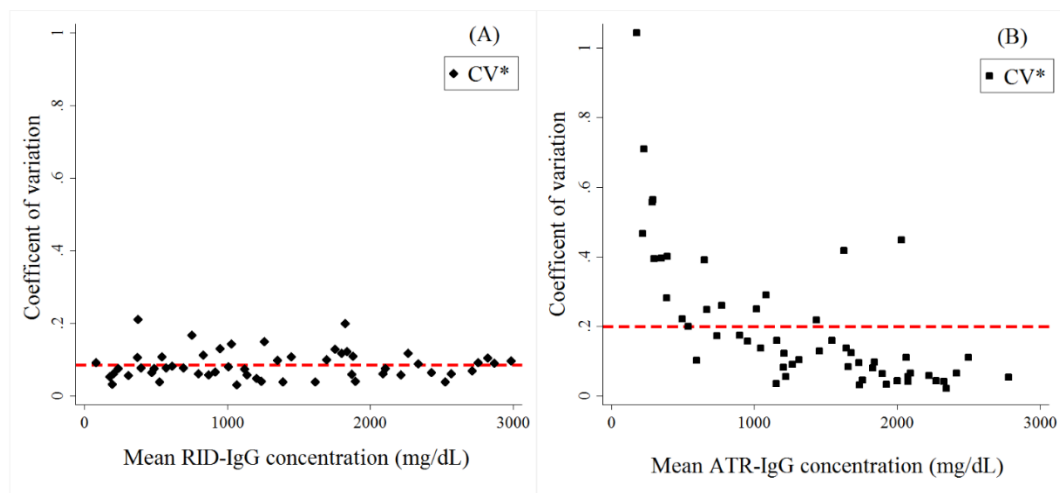 (A)
CV*
Coefficent of variation
1
.8
.6
.4
.2
0
0
1000
2000
3000
Mean RID-IgG concentration (mg/dL)
(B)
CV*
Coefficent of variation
1
.8
.6
.4
.2
0
0
1000
2000
3000
Mean ATR-IgG concentration (mg/dL)